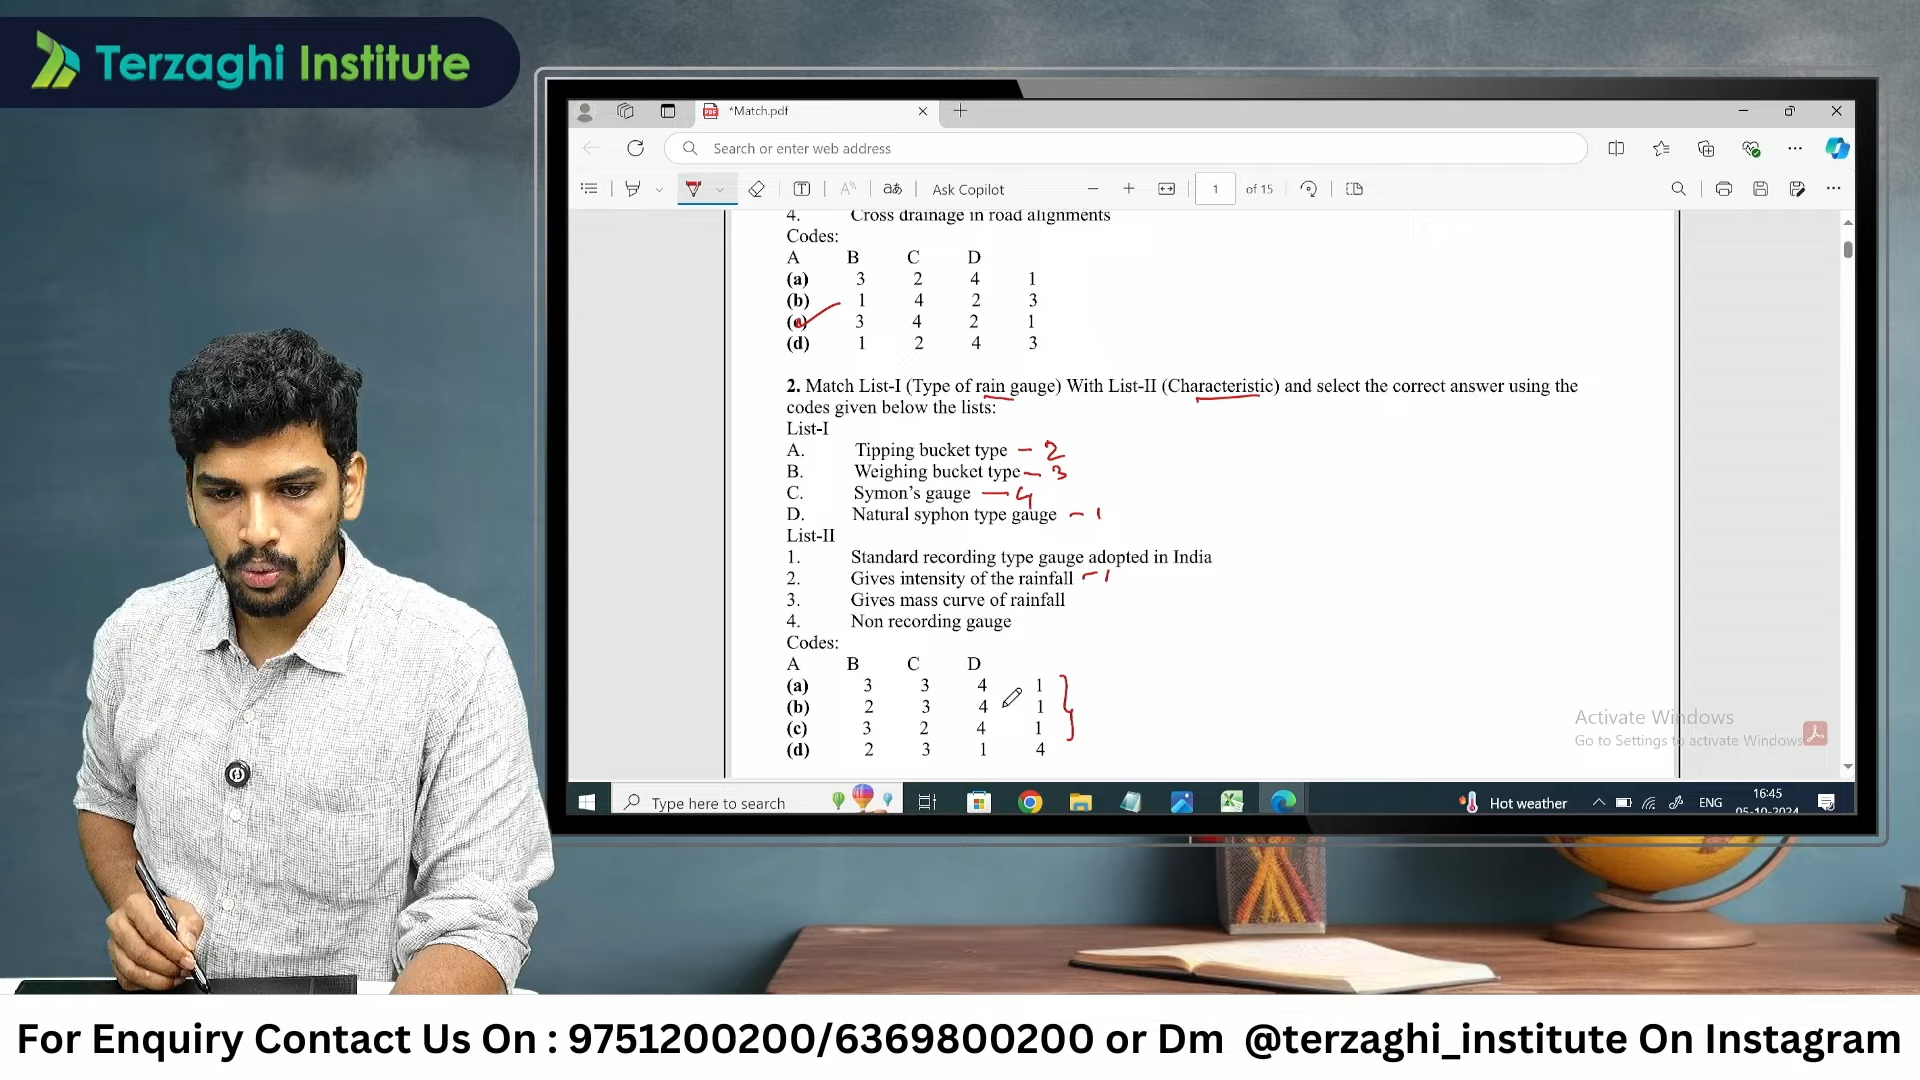 Terzaghi Institute
*Match.pdf
Search or enter web address
Ask Copilot
1 of 15
4. Cross drainage in road alignments
Codes:
A B C D
(a) 3 2 4 1
(b) 1 4 2 3
(c) 3 4 2 1
(d) 1 2 4 3
2. Match List-I (Type of rain gauge) With List-II (Characteristic) and select the correct answer using the
codes given below the lists:
List-I
A. Tipping bucket type - 2
B. Weighing bucket type - 3
C. Symon's gauge - 4
D. Natural syphon type gauge - 1
List-II
1. Standard recording type gauge adopted in India
2. Gives intensity of the rainfall - 1
3. Gives mass curve of rainfall
4. Non recording gauge
Codes:
A B C D
(a) 3 3 4 1
(b) 2 3 4 1
(c) 3 2 4 1
(d) 2 3 1 4
Activate Windows
Go to Settings to activate Windows
Type here to search
Hot weather
ENG
16:45
05-10-2024
For Enquiry Contact Us On : 9751200200/6369800200 or Dm @terzaghi_institute On Instagram